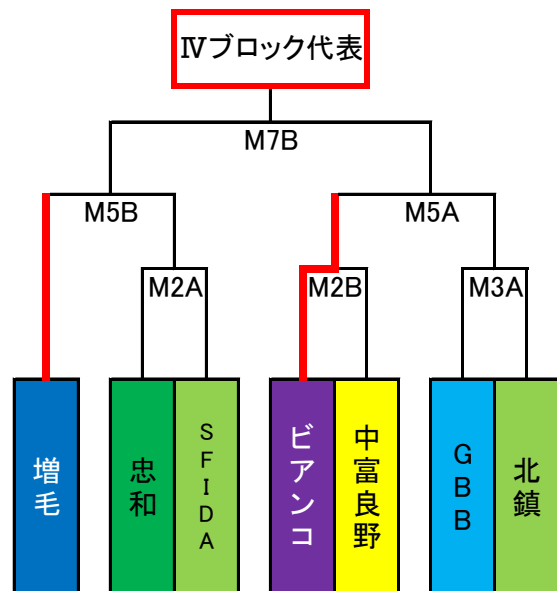 Ⅳブロック代表
M7B
M5B
M5A
M2A
M2B
M3A
増毛
忠和
SFIDA
ビアンコ
中富良野
GBB
北鎮